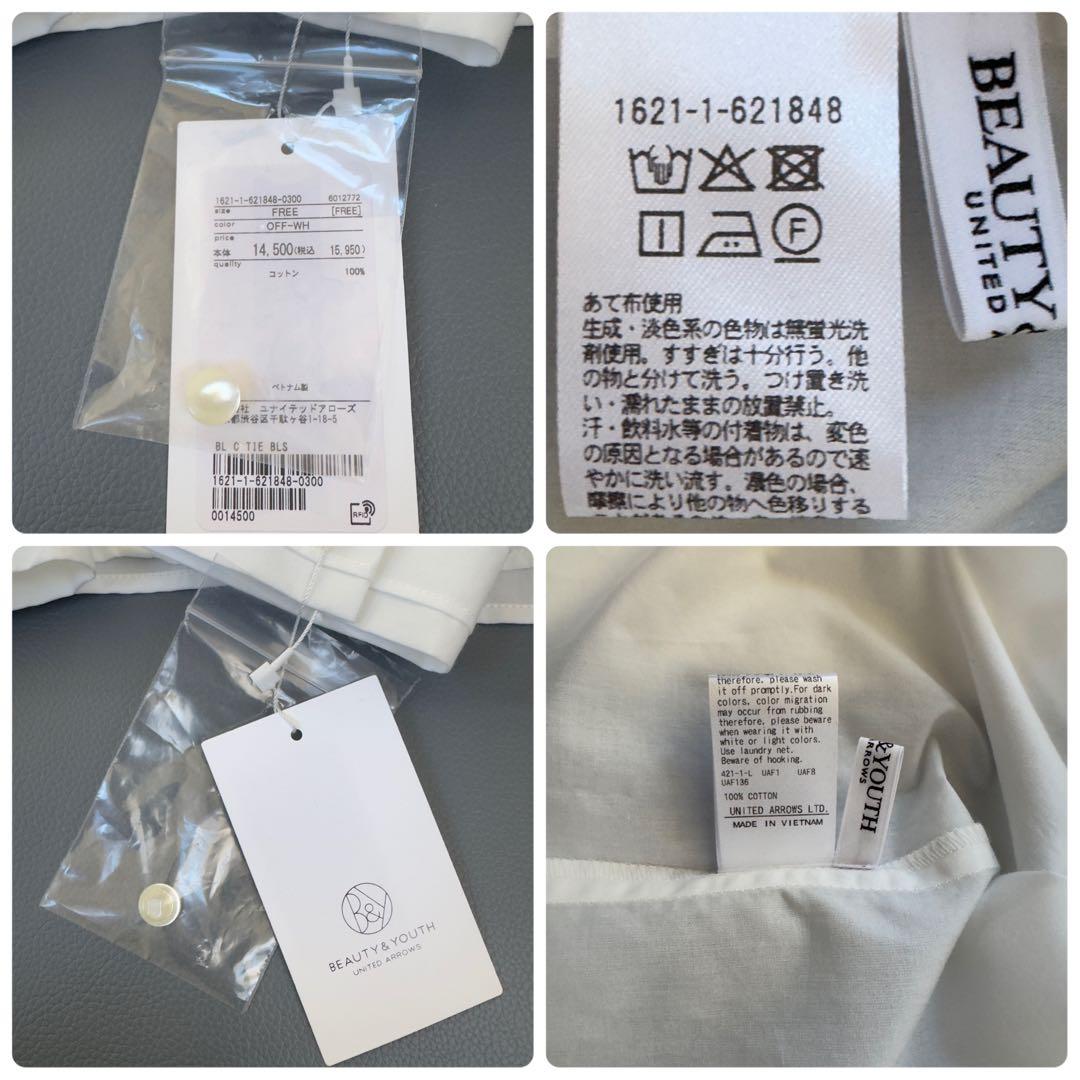 1621-1-621848-0300 6012772
size FREE [FREE]
color OFF-WH
price
本体 14,500(税込 15,950)
quality
コットン 100%
ベトナム製
社 ユナイテッドアローズ
都渋谷区千駄ヶ谷1-18-5
BL C TIE BLS
1621-1-621848-0300
0014500
RFID
1621-1-621848
F
あて布使用
生成・淡色系の色物は無蛍光洗
剤使用。すすぎは十分行う。他
の物と分けて洗う。つけ置き洗
い・濡れたままの放置禁止。
汗・飲料水等の付着物は、変色
の原因となる場合があるので速
やかに洗い流す。濃色の場合、
摩擦により他の物へ色移りする
BEAUTY&
UNITED
B&Y
BEAUTY&YOUTH
UNITED ARROWS
therefore, please wash
it off promptly.For dark
colors, color migration
may occur from rubbing
therefore, please beware
when wearing it with
white or light colors.
Use laundry net.
Beware of hooking.
421-1-L UAF1 UAF8
UAF136
100% COTTON
UNITED ARROWS LTD.
MADE IN VIETNAM
&YOUTH
ARROWS